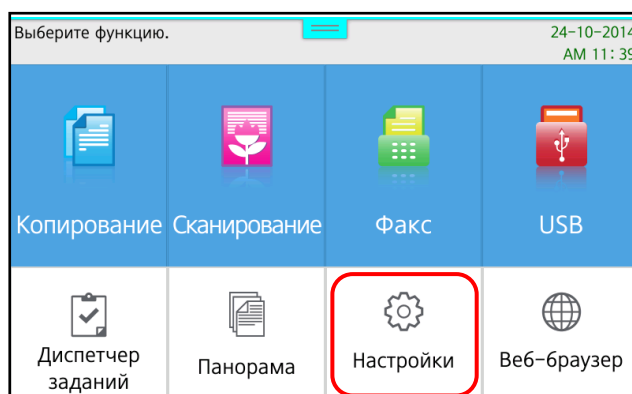 Выберите функцию.
24-10-2014
AM 11:39
Копирование
Сканирование
Факс
USB
Диспетчер
заданий
Панорама
Настройки
Веб-браузер